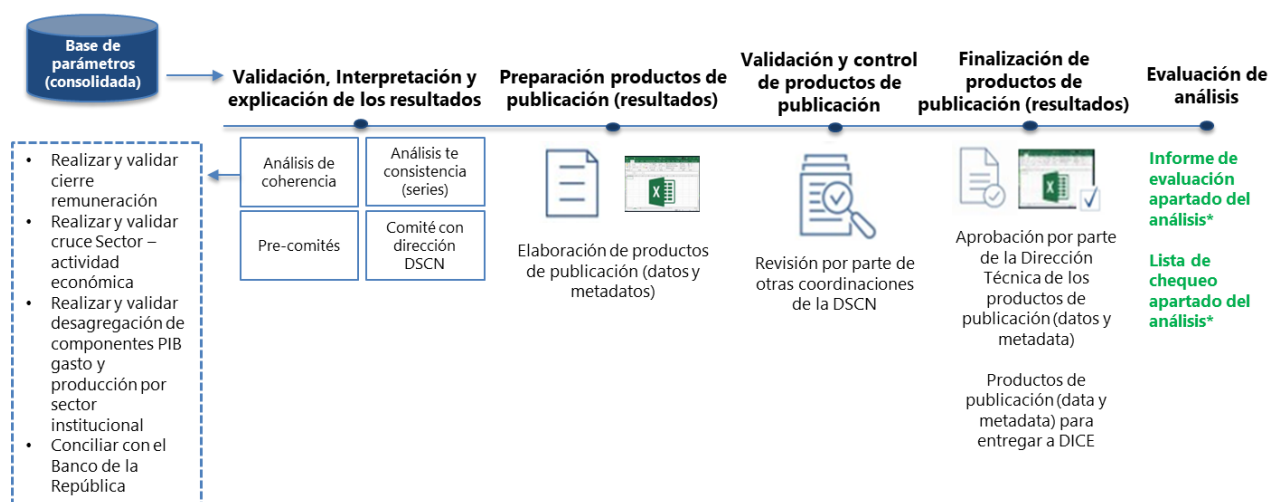 Base de
parámetros
(consolidada)
Validación, Interpretación y
explicación de los resultados
Preparación productos de
publicación (resultados)
Validación y control
de productos de
publicación
Finalización de
productos de
publicación (resultados)
Evaluación de
análisis
• Realizar y validar
cierre
remuneración
• Realizar y validar
cruce Sector –
actividad
económica
• Realizar y validar
desagregación de
componentes PIB
gasto y
producción por
sector
institucional
• Conciliar con el
Banco de la
República
Análisis de
coherencia
Análisis te
consistencia
(series)
Pre-comités
Comité con
dirección
DSCN
Elaboración de productos
de publicación (datos y
metadatos)
Revisión por parte de
otras coordinaciones
de la DSCN
Aprobación por parte
de la Dirección
Técnica de los
productos de
publicación (datos y
metadata)
Productos de
publicación (data y
metadata) para
entregar a DICE
Informe de
evaluación
apartado del
análisis*
Lista de
chequeo
apartado del
análisis*